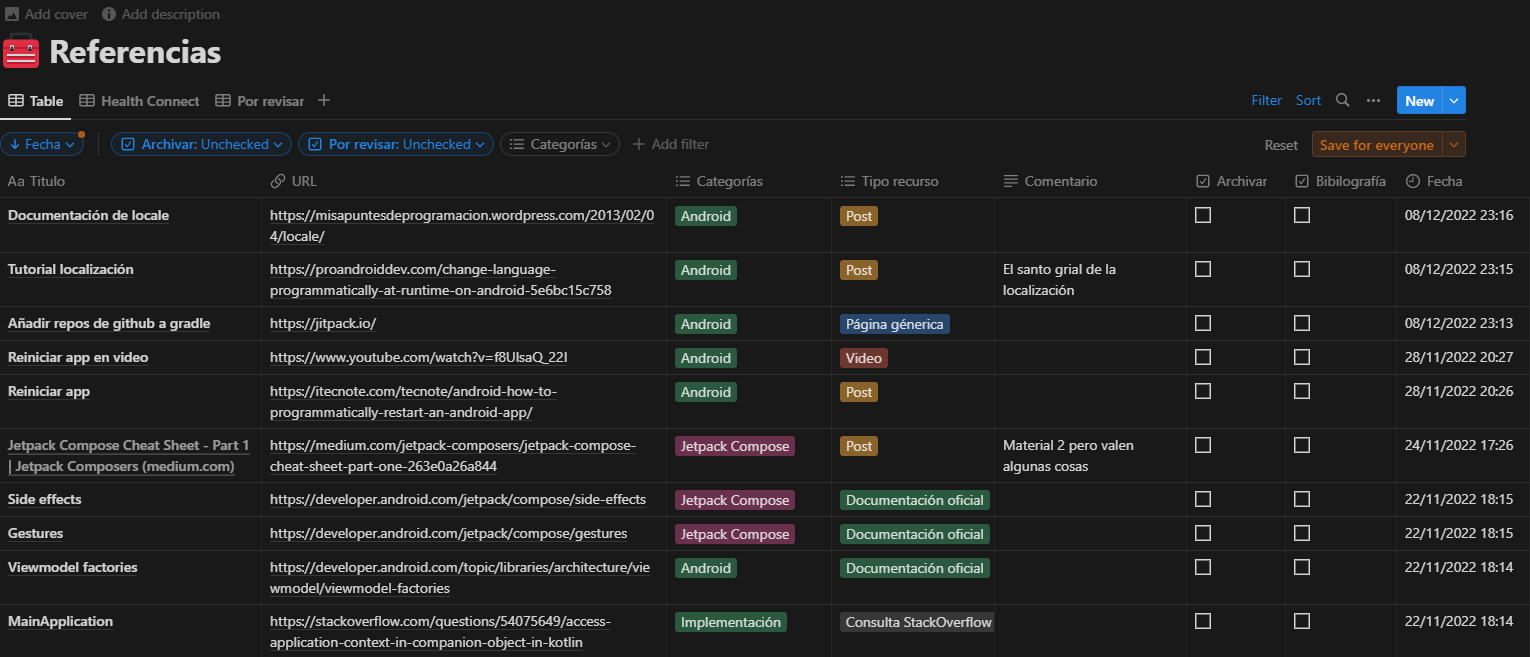 Add cover Add description
Referencias
Table Health Connect Por revisar Filter Sort New
Fecha Archivar: Unchecked Por revisar: Unchecked Categorías Add filter Reset Save for everyone
Aa Titulo URL Categorías Tipo recurso Comentario Archivar Bibilografía Fecha
Documentación de locale https://misapuntesdeprogramacion.wordpress.com/2013/02/0 Android Post 08/12/2022 23:16
4/locale/
Tutorial localización https://proandroiddev.com/change-language- Android Post El santo grial de la 08/12/2022 23:15
programmatically-at-runtime-on-android-5e6bc15c758 localización
Añadir repos de github a gradle https://jitpack.io/ Android Página génerica 08/12/2022 23:13
Reiniciar app en video https://www.youtube.com/watch?v=f8UlsaQ_22I Android Video 28/11/2022 20:27
Reiniciar app https://itecnote.com/tecnote/android-how-to- Android Post 28/11/2022 20:26
programmatically-restart-an-android-app/
Jetpack Compose Cheat Sheet - Part 1 https://medium.com/jetpack-composers/jetpack-compose- Jetpack Compose Post Material 2 pero valen 24/11/2022 17:26
| Jetpack Composers (medium.com) cheat-sheet-part-one-263e0a26a844 algunas cosas
Side effects https://developer.android.com/jetpack/compose/side-effects Jetpack Compose Documentación oficial 22/11/2022 18:15
Gestures https://developer.android.com/jetpack/compose/gestures Jetpack Compose Documentación oficial 22/11/2022 18:15
Viewmodel factories https://developer.android.com/topic/libraries/architecture/vie Android Documentación oficial 22/11/2022 18:14
wmodel/viewmodel-factories
MainApplication https://stackoverflow.com/questions/54075649/access- Implementación Consulta StackOverflow 22/11/2022 18:14
application-context-in-companion-object-in-kotlin